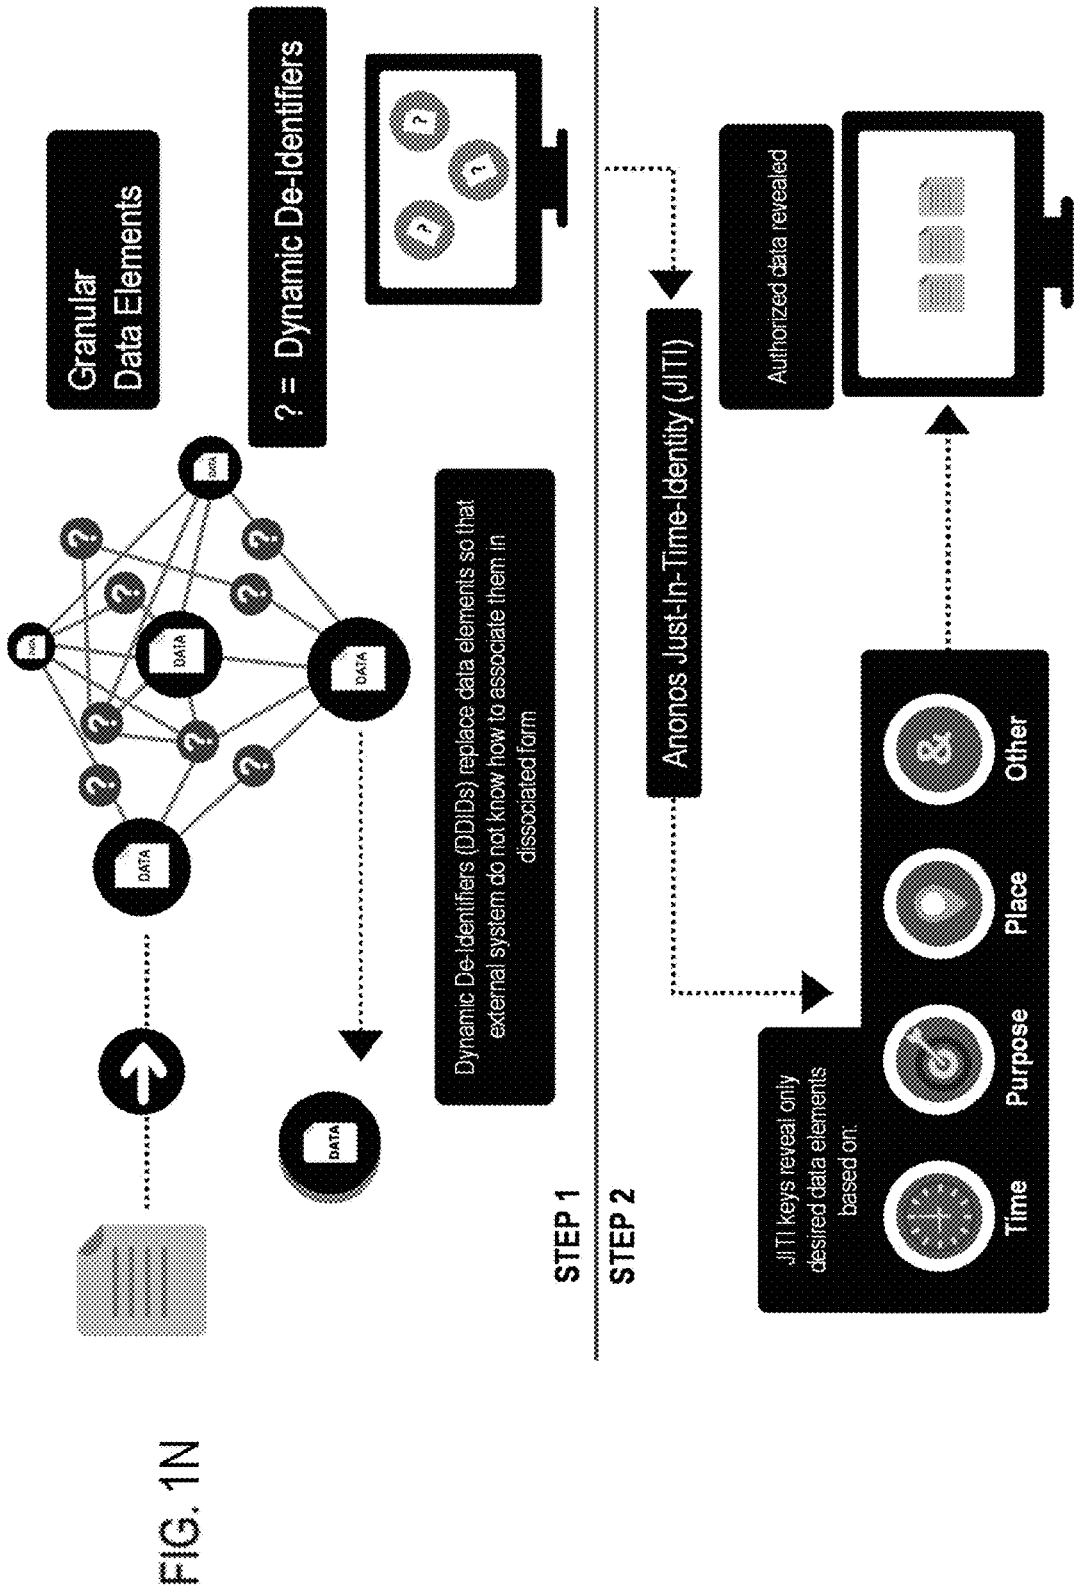 FIG. 1N
Granular
Data Elements
? = Dynamic De-Identifiers
?
?
?
?
?
?
?
?
DATA
DATA
DATA
DATA
DATA
DATA
?
?
?
Dynamic De-Identifiers (DDIDs) replace data elements so that
external system do not know how to associate them in
dissociated form
STEP 1
STEP 2
Anonos Just-In-Time-Identity (JITI)
JITI keys reveal only
desired data elements
based on:
Time
Purpose
Place
&
Other
Authorized data revealed